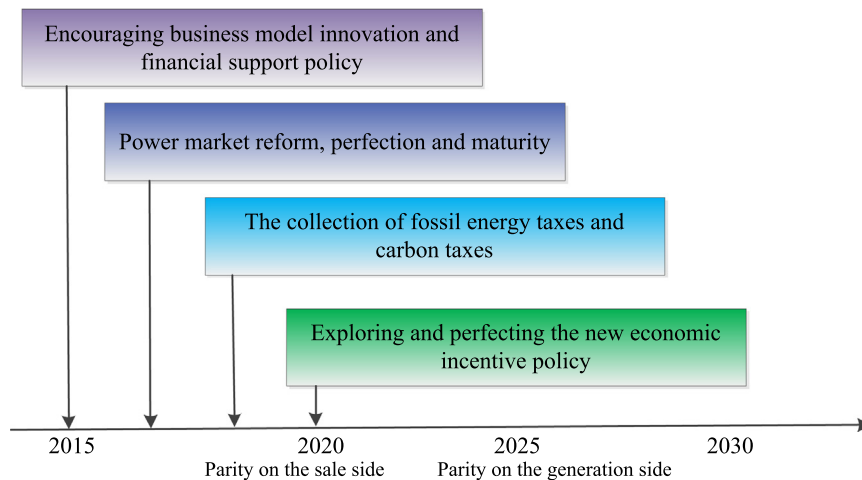 Encouraging business model innovation and
financial support policy
Power market reform, perfection and maturity
The collection of fossil energy taxes and
carbon taxes
Exploring and perfecting the new economic
incentive policy
2015 2020 2025 2030
Parity on the sale side Parity on the generation side